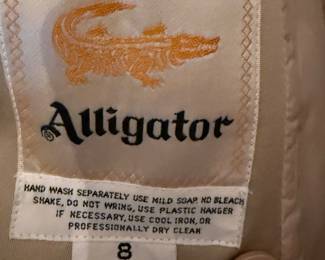 ® Alligator
HAND WASH SEPARATELY USE MILD SOAP. NO BLEACH
SHAKE, DO NOT WRING, USE PLASTIC HANGER
IF NECESSARY, USE COOL IRON, OR
PROFESSIONALLY DRY CLEAN
8